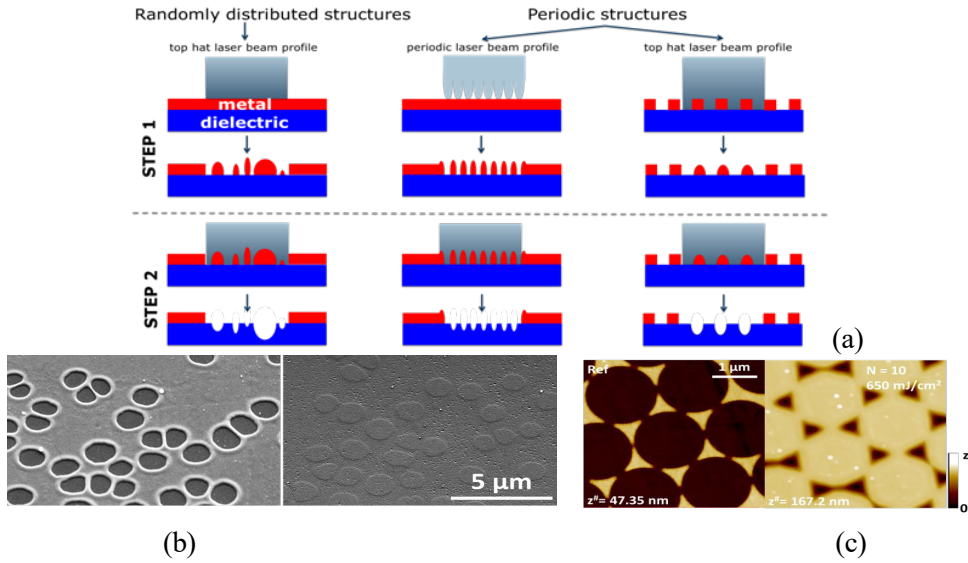 Randomly distributed structures
Periodic structures
top hat laser beam profile
periodic laser beam profile
top hat laser beam profile
metal
dielectric
STEP 1
STEP 2
(a)
5 µm
Ref
1 µm
N = 10
650 mJ/cm²
z
z#= 47.35 nm
z#= 167.2 nm
0
(b)
(c)